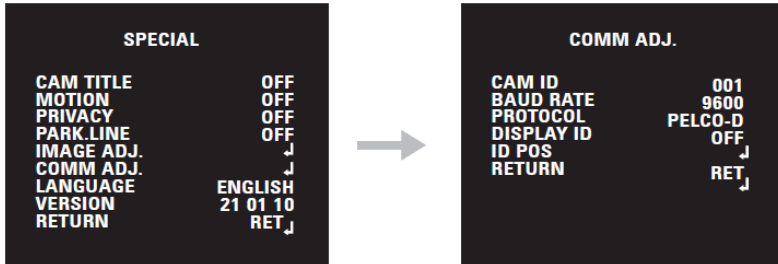 SPECIAL
CAM TITLE OFF
MOTION OFF
PRIVACY OFF
PARK.LINE OFF
IMAGE ADJ. ↲
COMM ADJ. ↲
LANGUAGE ENGLISH
VERSION 21 01 10
RETURN RET↲
COMM ADJ.
CAM ID 001
BAUD RATE 9600
PROTOCOL PELCO-D
DISPLAY ID OFF
ID POS ↲
RETURN RET↲